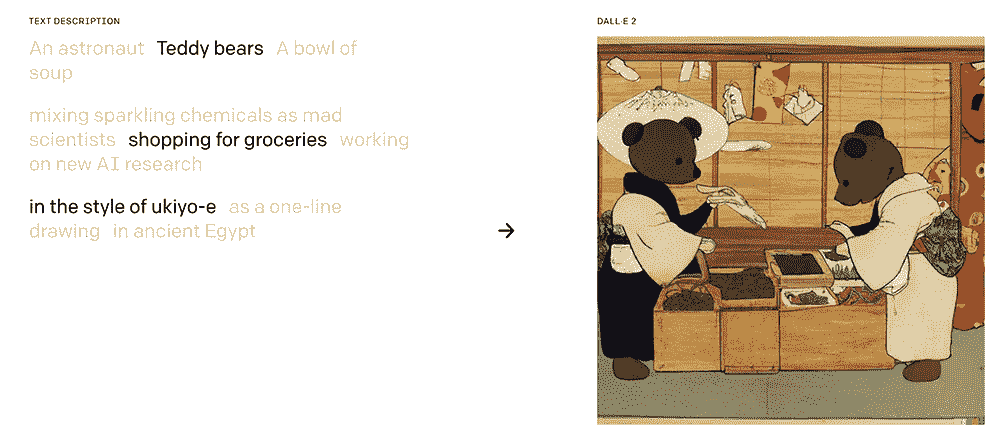 TEXT DESCRIPTION
An astronaut Teddy bears A bowl of
soup
mixing sparkling chemicals as mad
scientists shopping for groceries working
on new AI research
in the style of ukiyo-e as a one-line
drawing in ancient Egypt
→
DALL·E 2